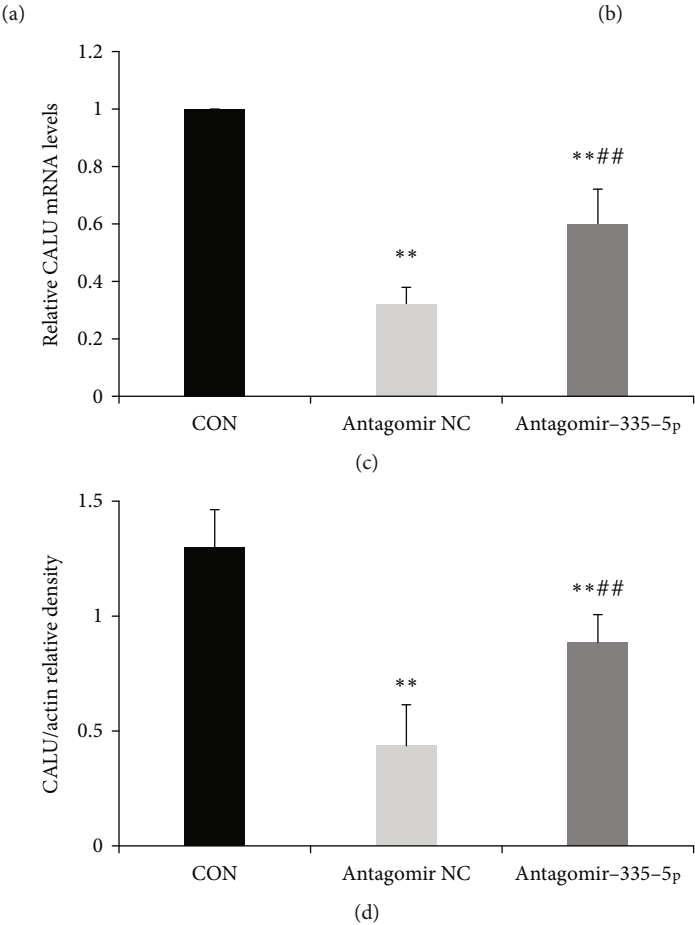 (a) (b)
Relative CALU mRNA levels
1.2
1
0.8
0.6
0.4
0.2
0
**
**##
CON Antagomir NC Antagomir–335–5p
(c)
CALU/actin relative density
1.5
1
0.5
0
**
**##
CON Antagomir NC Antagomir–335–5p
(d)